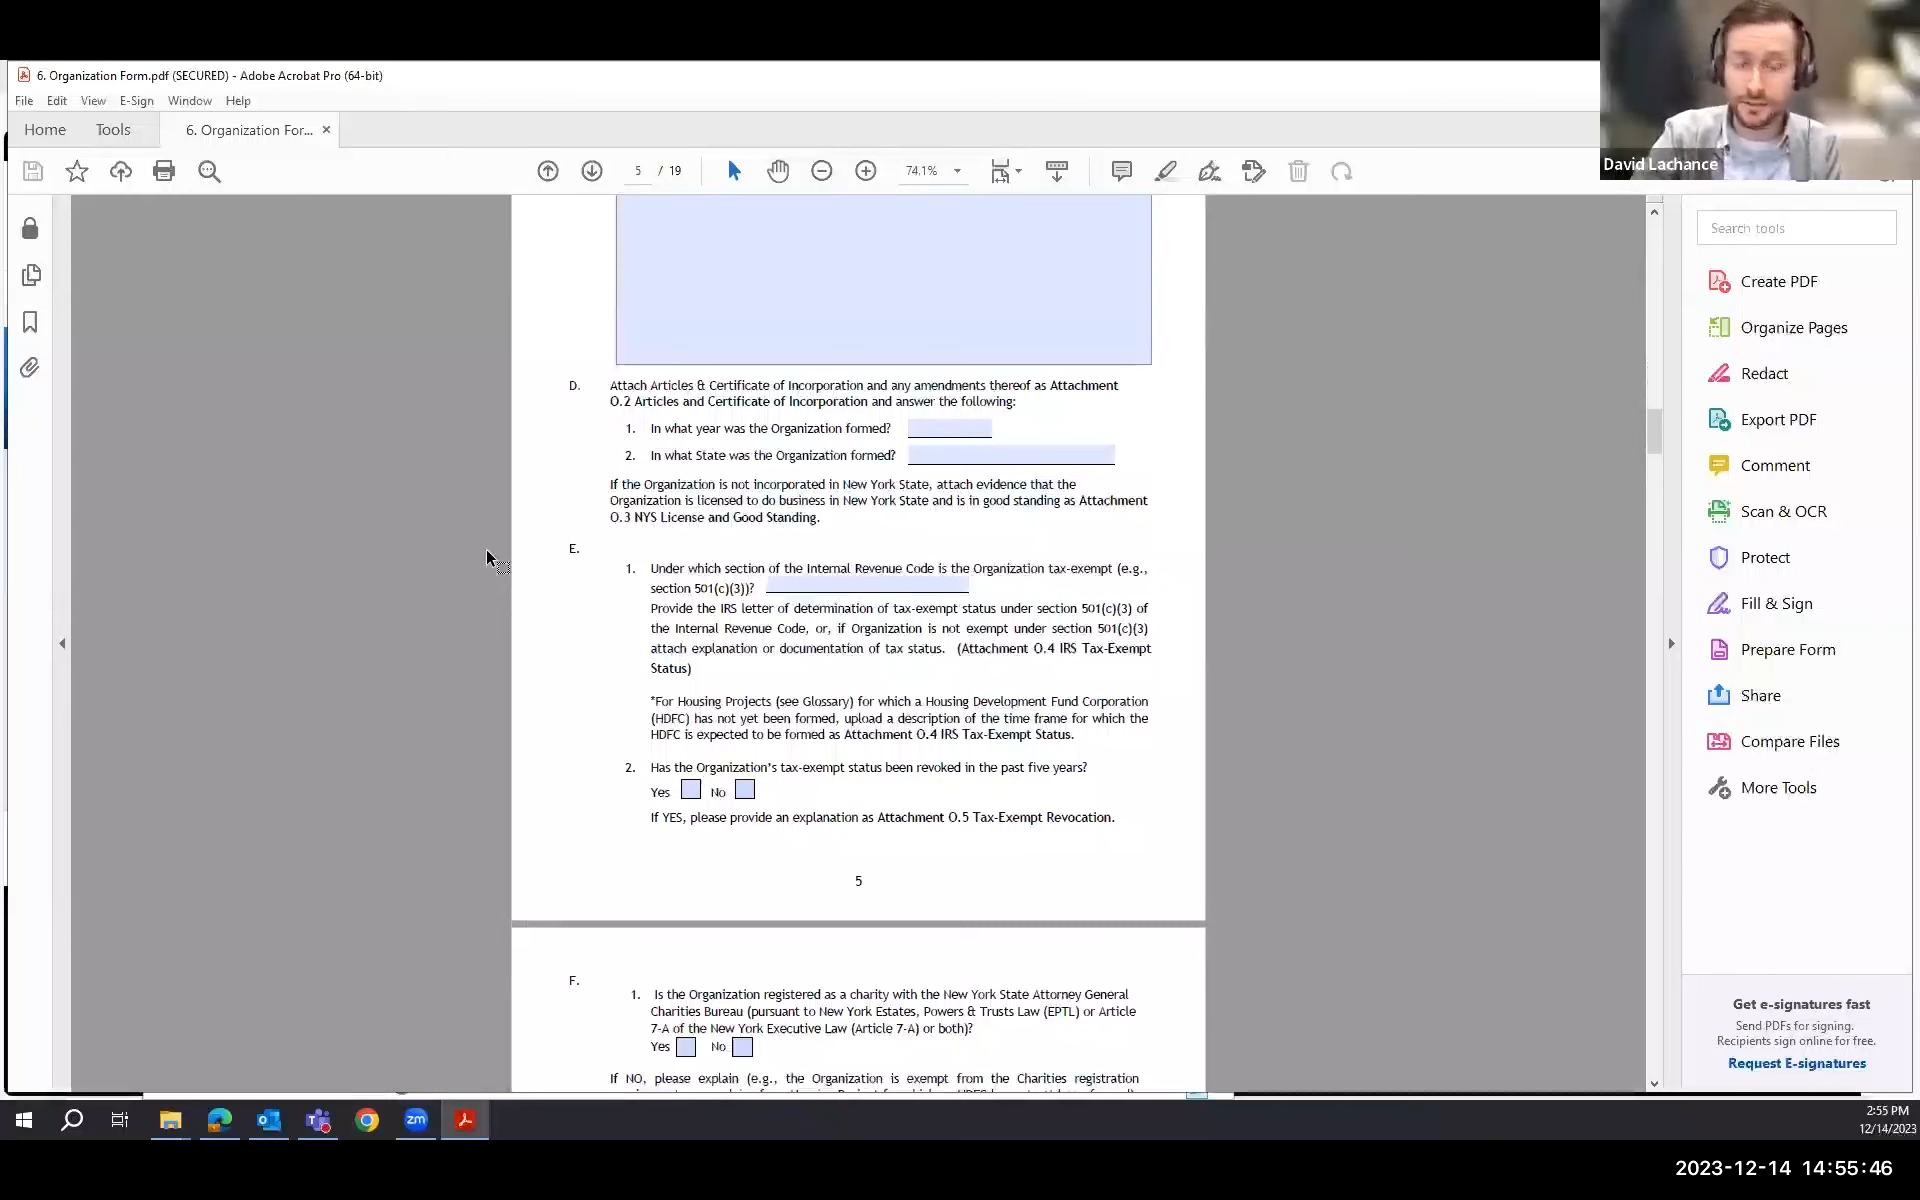 6. Organization Form.pdf (SECURED) - Adobe Acrobat Pro (64-bit)
File Edit View E-Sign Window Help
Home Tools 6. Organization For... ×
5 / 19 74.1%
David Lachance
Search tools
Create PDF
Organize Pages
Redact
Export PDF
Comment
Scan & OCR
Protect
Fill & Sign
Prepare Form
Share
Compare Files
More Tools
Get e-signatures fast
Send PDFs for signing.
Recipients sign online for free.
Request E-signatures
D. Attach Articles & Certificate of Incorporation and any amendments thereof as Attachment
O.2 Articles and Certificate of Incorporation and answer the following:
1. In what year was the Organization formed?
2. In what State was the Organization formed?
If the Organization is not incorporated in New York State, attach evidence that the
Organization is licensed to do business in New York State and is in good standing as Attachment
O.3 NYS License and Good Standing.
E.
1. Under which section of the Internal Revenue Code is the Organization tax-exempt (e.g.,
section 501(c)(3))?
Provide the IRS letter of determination of tax-exempt status under section 501(c)(3) of
the Internal Revenue Code, or, if Organization is not exempt under section 501(c)(3)
attach explanation or documentation of tax status. (Attachment O.4 IRS Tax-Exempt
Status)
*For Housing Projects (see Glossary) for which a Housing Development Fund Corporation
(HDFC) has not yet been formed, upload a description of the time frame for which the
HDFC is expected to be formed as Attachment O.4 IRS Tax-Exempt Status.
2. Has the Organization's tax-exempt status been revoked in the past five years?
Yes No
If YES, please provide an explanation as Attachment O.5 Tax-Exempt Revocation.
5
F.
1. Is the Organization registered as a charity with the New York State Attorney General
Charities Bureau (pursuant to New York Estates, Powers & Trusts Law (EPTL) or Article
7-A of the New York Executive Law (Article 7-A) or both)?
Yes No
If NO, please explain (e.g., the Organization is exempt from the Charities registration
zm
2:55 PM
12/14/2023
2023-12-14 14:55:46